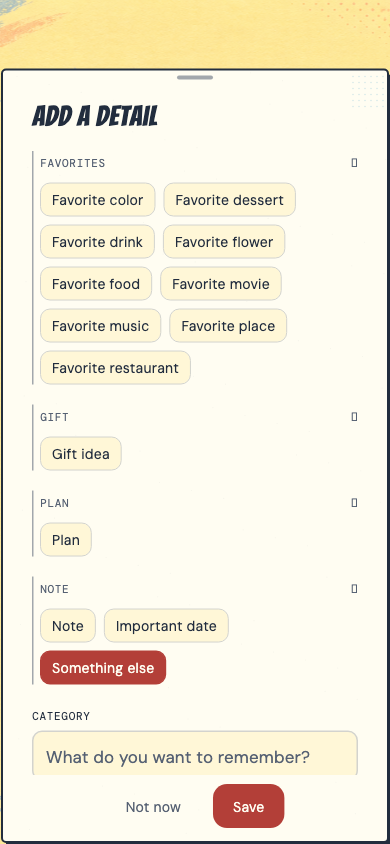 ADD A DETAIL
FAVORITES
Favorite color Favorite dessert
Favorite drink Favorite flower
Favorite food Favorite movie
Favorite music Favorite place
Favorite restaurant
GIFT
Gift idea
PLAN
Plan
NOTE
Note Important date
Something else
CATEGORY
What do you want to remember?
Not now Save